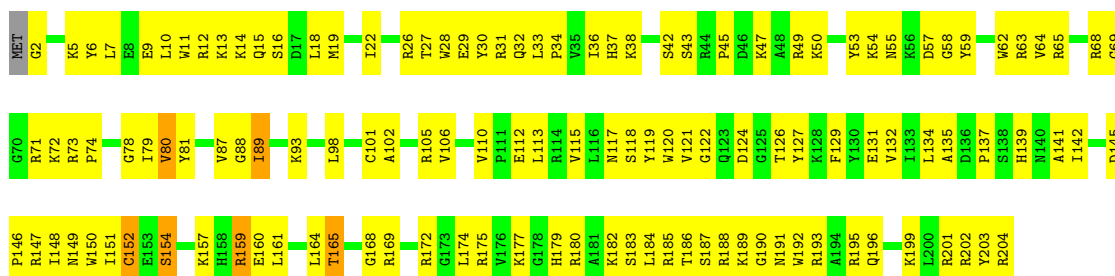 MET G2 K5 Y6 L7 E8 E9 L10 W11 R12 K13 K14 Q15 S16 D17 L18 M19 I22 R26 T27 W28 E29 Y30 R31 Q32 L33 P34 V35 I36 H37 K38 S42 S43 R44 P45 D46 K47 A48 R49 K50 Y53 K54 N55 K56 D57 G58 Y59 W62 R63 V64 R65 R68 G69
G70 R71 K72 R73 P74 G78 I79 V80 Y81 V87 G88 I89 K93 L98 C101 A102 R105 V106 V110 P111 E112 L113 R114 V115 L116 N117 S118 Y119 W120 V121 G122 Q123 D124 G125 T126 Y127 K128 F129 Y130 E131 V132 I133 L134 A135 D136 P137 S138 H139 N140 A141 I142
P146 R147 I148 N149 W150 I151 C152 E153 S154 K157 H158 R159 E160 L161 L164 T165 G168 R169 R172 G173 L174 R175 V176 K177 G178 H179 R180 A181 K182 S183 L184 R185 T186 S187 R188 K189 G190 N191 W192 R193 A194 R195 Q196 K199 L200 R201 R202 Y203 R204